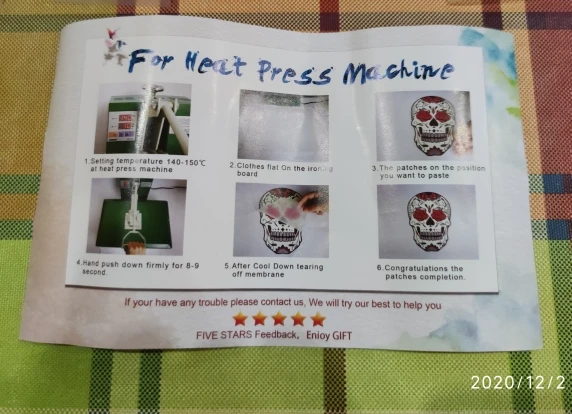 For Heat Press Machine
1.Setting temperature 140-150℃
at heat press machine
2.Clothes flat On the ironing
board
3.The patches on the position
you want to paste
4.Hand push down firmly for 8-9
second.
5.After Cool Down tearing
off membrane
6.Congratulations the
patches completion.
If your have any trouble please contact us, We will try our best to help you
FIVE STARS Feedback, Enjoy GIFT
2020/12/2